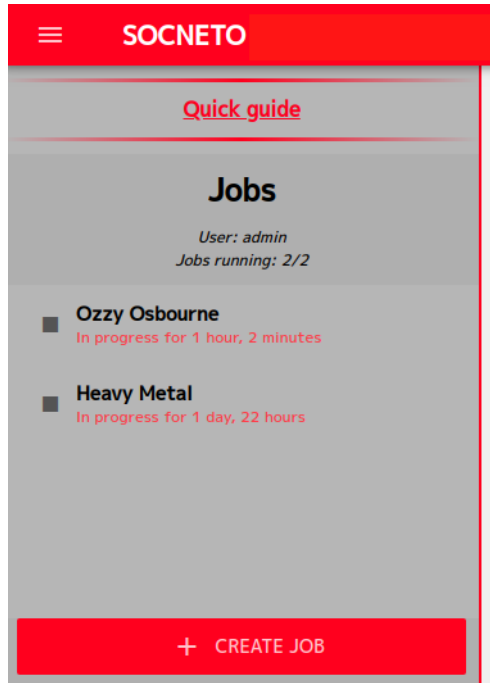 SOCNETO
Quick guide
Jobs
User: admin
Jobs running: 2/2
Ozzy Osbourne
In progress for 1 hour, 2 minutes
Heavy Metal
In progress for 1 day, 22 hours
+ CREATE JOB